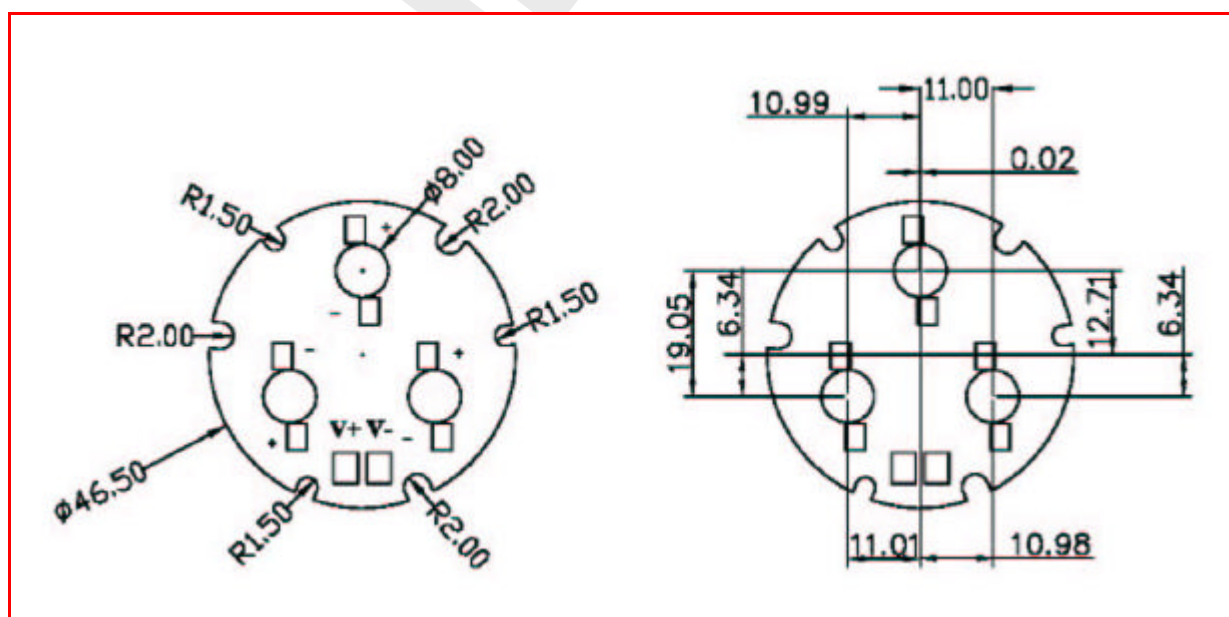 R1.50
ø8.00
R2.00
+
-
R2.00
R1.50
-
+
+
V+ V-
-
ø46.50
R1.50
R2.00
11.00
10.99
0.02
19.05
6.34
12.71
6.34
11.01
10.98